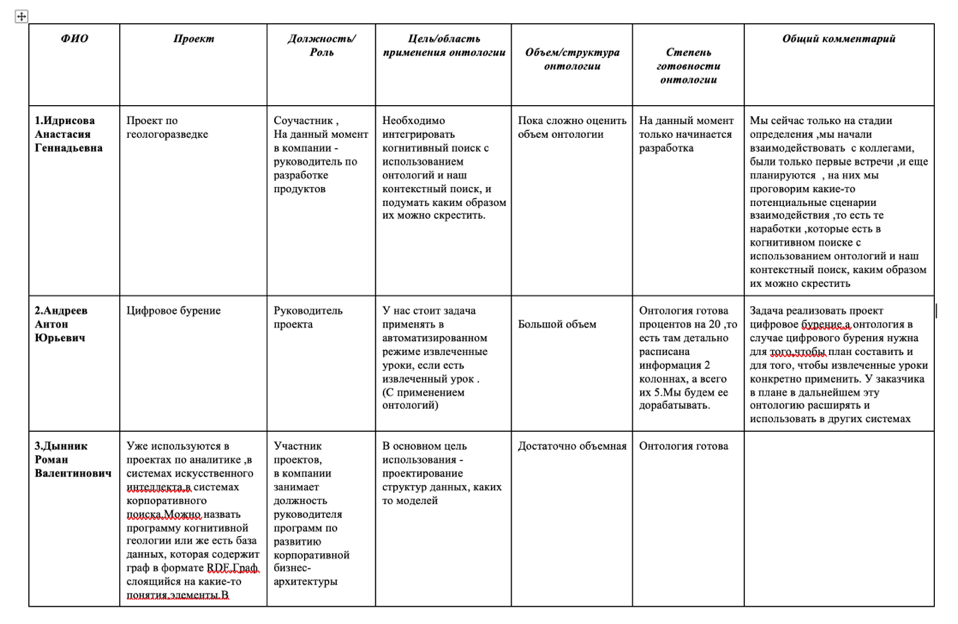 ФИО
Проект
Должность/
Роль
Цель/область
применения онтологии
Объем/структура
онтологии
Степень
готовности
онтологии
Общий комментарий
1.Идрисова
Анастасия
Геннадьевна
Проект по
геологоразведке
Соучастник ,
На данный момент
в компании -
руководитель по
разработке
продуктов
Необходимо
интегрировать
когнитивный поиск с
использованием
онтологий и наш
контекстный поиск, и
подумать каким образом
их можно скрестить.
Пока сложно оценить
объем онтологии
На данный момент
только начинается
разработка
Мы сейчас только на стадии
определения ,мы начали
взаимодействовать с коллегами,
были только первые встречи ,и еще
планируются , на них мы
проговорим какие-то
потенциальные сценарии
взаимодействия ,то есть те
наработки ,которые есть в
когнитивном поиске с
использованием онтологий и наш
контекстный поиск, каким образом
их можно скрестить
2.Андреев
Антон
Юрьевич
Цифровое бурение
Руководитель
проекта
У нас стоит задача
применять в
автоматизированном
режиме извлеченные
уроки, если есть
извлеченный урок .
(С применением
онтологий)
Большой объем
Онтология готова
процентов на 20 ,то
есть там детально
расписана
информация 2
колоннах, а всего
их 5.Мы будем ее
дорабатывать.
Задача реализовать проект
цифровое бурение,а онтология в
случае цифрового бурения нужна
для того,чтобы план составить и
для того, чтобы извлеченные уроки
конкретно применить. У заказчика
в плане в дальнейшем эту
онтологию расширять и
использовать в других системах
3.Дынник
Роман
Валентинович
Уже используются в
проектах по аналитике ,в
системах искусственного
интеллекта,в системах
корпоративного
поиска.Можно назвать
программу когнитивной
геологии или же есть база
данных, которая содержит
граф в формате RDF.Граф,
слоящийся на какие-то
понятия,элементы.В
Участник
проектов,
в компании
занимает
должность
руководителя
программ по
развитию
корпоративной
бизнес-
архитектуры
В основном цель
использования -
проектирование
структур данных, каких
то моделей
Достаточно объемная
Онтология готова